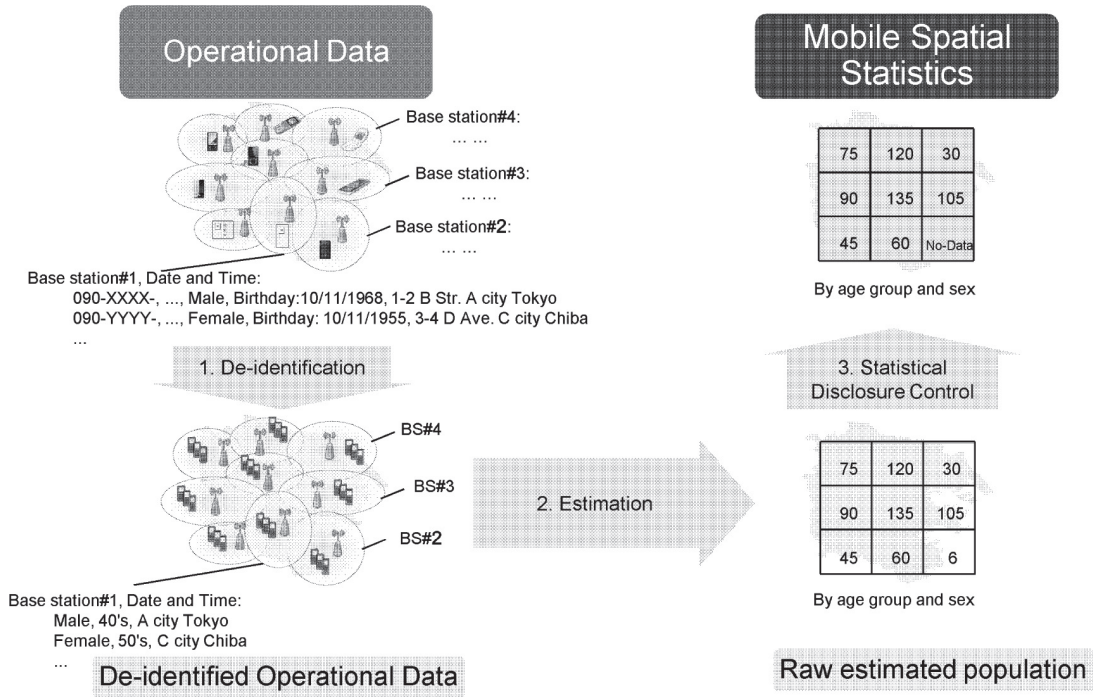 Operational Data
Mobile Spatial
Statistics
Base station#4:
... ...
Base station#3:
... ...
Base station#2:
... ...
Base station#1, Date and Time:
090-XXXX-, ..., Male, Birthday:10/11/1968, 1-2 B Str. A city Tokyo
090-YYYY-, ..., Female, Birthday: 10/11/1955, 3-4 D Ave. C city Chiba
...
75 120 30
90 135 105
45 60 No-Data
By age group and sex
1. De-identification
3. Statistical
Disclosure Control
BS#4
BS#3
BS#2
2. Estimation
75 120 30
90 135 105
45 60 6
By age group and sex
Base station#1, Date and Time:
Male, 40's, A city Tokyo
Female, 50's, C city Chiba
...
De-identified Operational Data
Raw estimated population